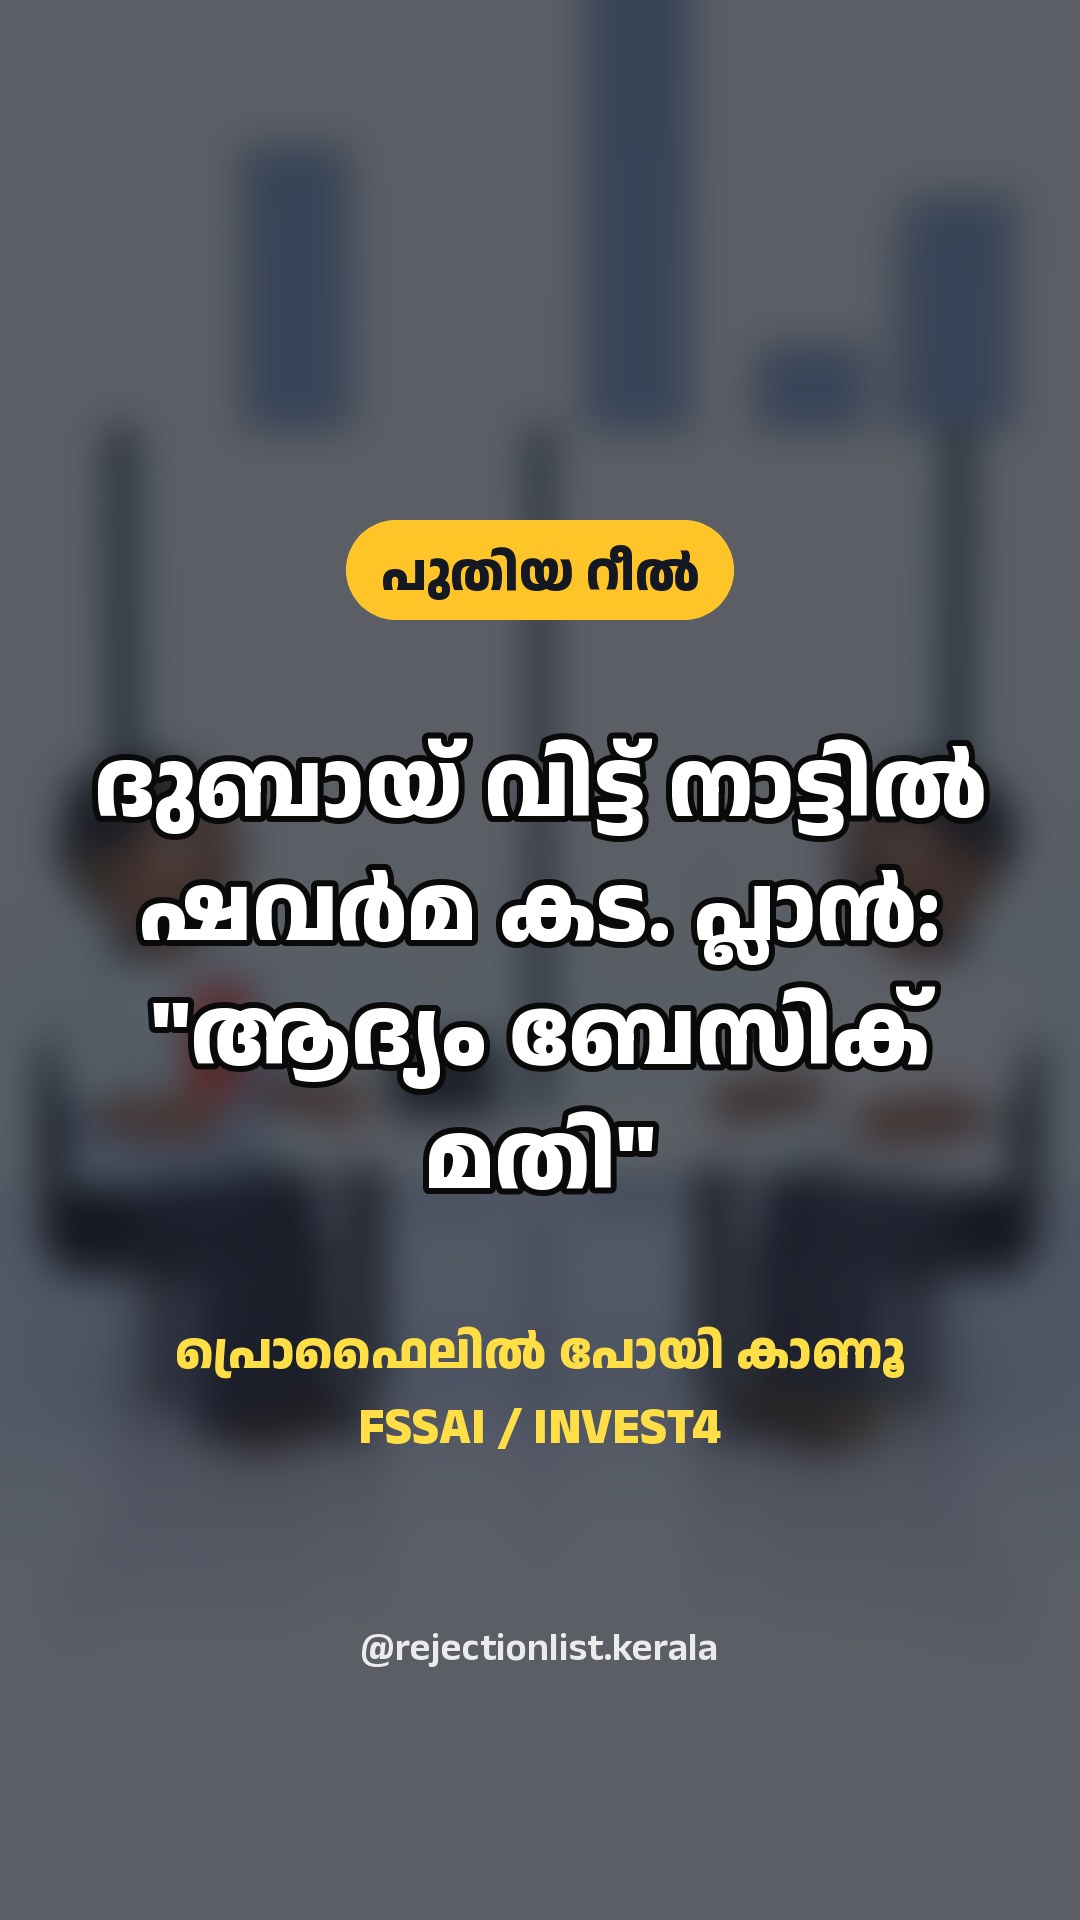 പുതിയ റീൽ
ദുബായ് വിട്ട് നാട്ടിൽ
ഷവർമ കട. പ്ലാൻ:
"ആദ്യം ബേസിക്
മതി"
പ്രൊഫൈലിൽ പോയി കാണൂ
FSSAI / INVEST4
@rejectionlist.kerala